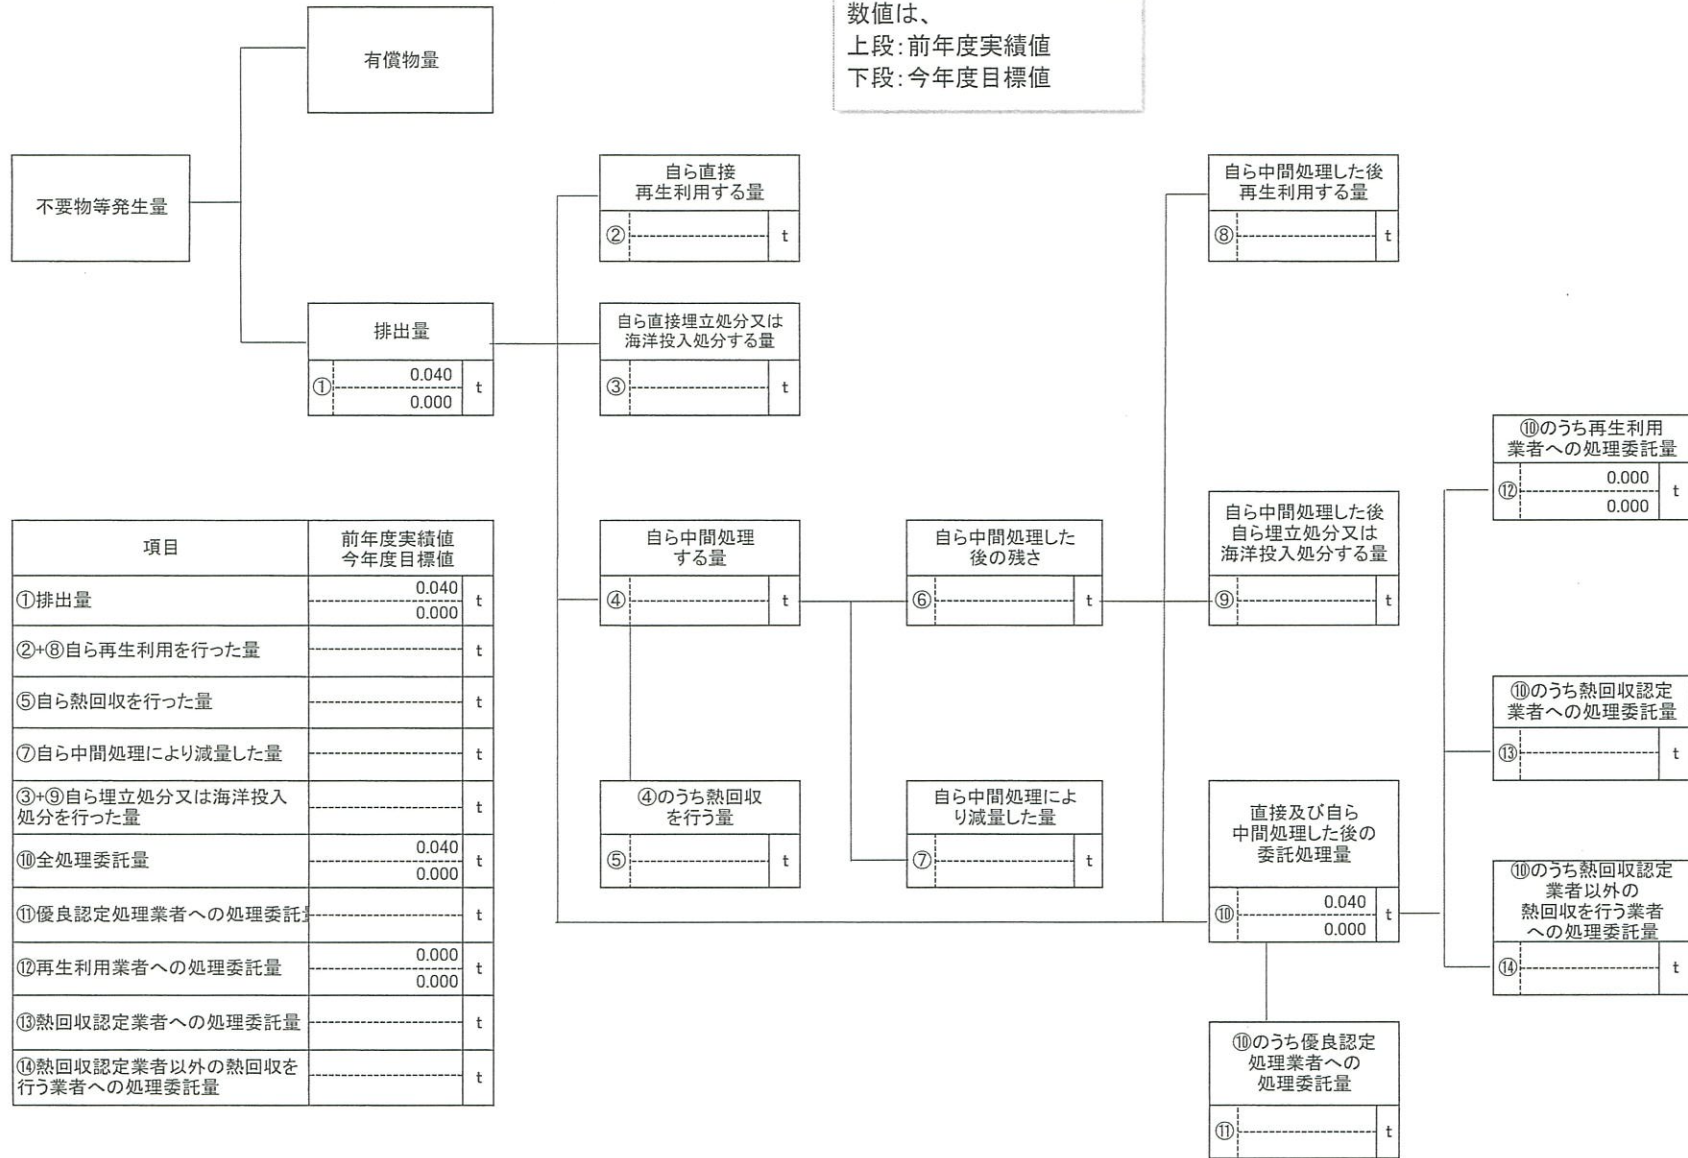 数値は、
上段:前年度実績値
下段:今年度目標値
有償物量
不要物等発生量
排出量
① 0.040 t
0.000
自ら直接
再生利用する量
② t
自ら直接埋立処分又は
海洋投入処分する量
③ t
自ら中間処理
する量
④ t
④のうち熱回収
を行う量
⑤ t
自ら中間処理した
後の残さ
⑥ t
自ら中間処理によ
り減量した量
⑦ t
自ら中間処理した後
再生利用する量
⑧ t
自ら中間処理した後
自ら埋立処分又は
海洋投入処分する量
⑨ t
直接及び自ら
中間処理した後の
委託処理量
⑩ 0.040 t
0.000
⑩のうち優良認定
処理業者への
処理委託量
⑪ t
⑩のうち再生利用
業者への処理委託量
⑫ 0.000 t
0.000
⑩のうち熱回収認定
業者への処理委託量
⑬ t
⑩のうち熱回収認定
業者以外の
熱回収を行う業者
への処理委託量
⑭ t
項目 前年度実績値
今年度目標値
①排出量 0.040 t
0.000
②+⑧自ら再生利用を行った量 t
⑤自ら熱回収を行った量 t
⑦自ら中間処理により減量した量 t
③+⑨自ら埋立処分又は海洋投入
処分を行った量 t
⑩全処理委託量 0.040 t
0.000
⑪優良認定処理業者への処理委託 t
⑫再生利用業者への処理委託量 0.000 t
0.000
⑬熱回収認定業者への処理委託量 t
⑭熱回収認定業者以外の熱回収を
行う業者への処理委託量 t